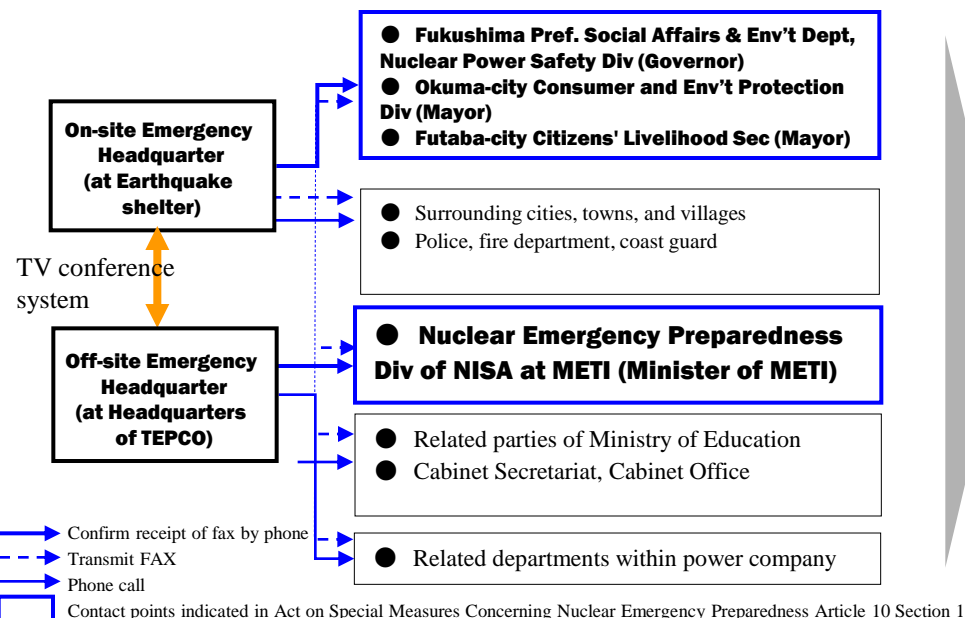 ● Fukushima Pref. Social Affairs & Env't Dept,
Nuclear Power Safety Div (Governor)
● Okuma-city Consumer and Env't Protection
Div (Mayor)
● Futaba-city Citizens' Livelihood Sec (Mayor)
On-site Emergency
Headquarter
(at Earthquake
shelter)
● Surrounding cities, towns, and villages
● Police, fire department, coast guard
TV conference
system
● Nuclear Emergency Preparedness
Div of NISA at METI (Minister of METI)
Off-site Emergency
Headquarter
(at Headquarters
of TEPCO)
● Related parties of Ministry of Education
● Cabinet Secretariat, Cabinet Office
● Related departments within power company
Confirm receipt of fax by phone
Transmit FAX
Phone call
Contact points indicated in Act on Special Measures Concerning Nuclear Emergency Preparedness Article 10 Section 1